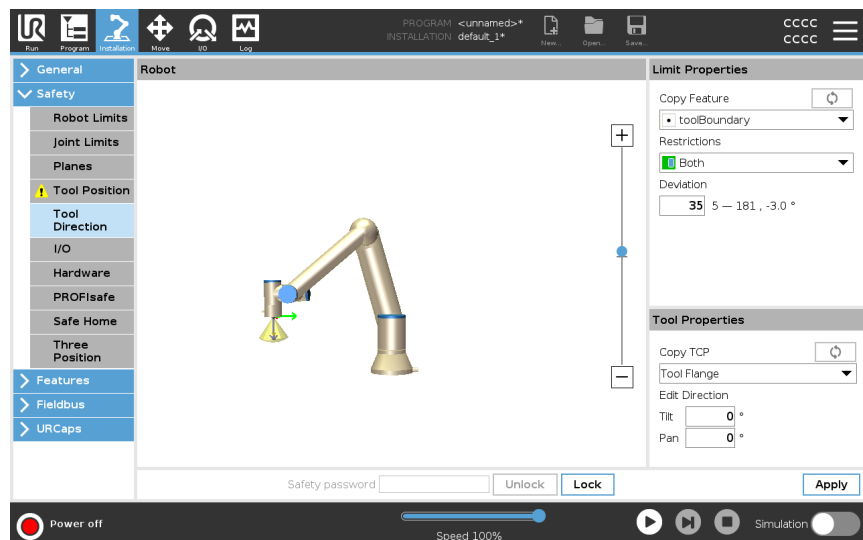 UR
PROGRAM <unnamed>*
INSTALLATION default_1*
CCCC
CCCC
Run Program Installation Move I/O Log New... Open... Save...
General
Safety
Robot Limits
Joint Limits
Planes
Tool Position
Tool
Direction
I/O
Hardware
PROFIsafe
Safe Home
Three
Position
Features
Fieldbus
URCaps
Robot
Limit Properties
Copy Feature
toolBoundary
Restrictions
Both
Deviation
35 5 — 181 , -3.0 °
Tool Properties
Copy TCP
Tool Flange
Edit Direction
Tilt 0 °
Pan 0 °
Safety password Unlock Lock Apply
Power off
Speed 100%
Simulation